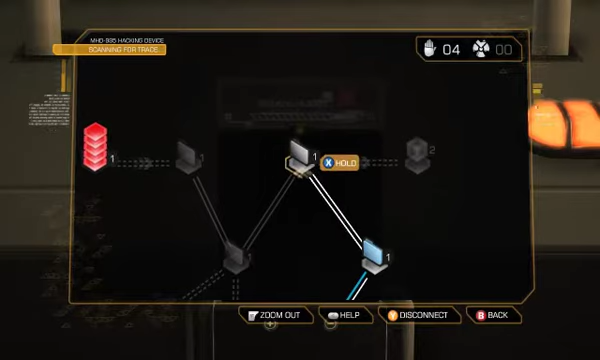 MHD-995 HACKING DEVICE
SCANNING FOR TRACE...
04
00
1
1
1
X HOLD
2
1
1
ZOOM OUT
HELP
Y DISCONNECT
B BACK